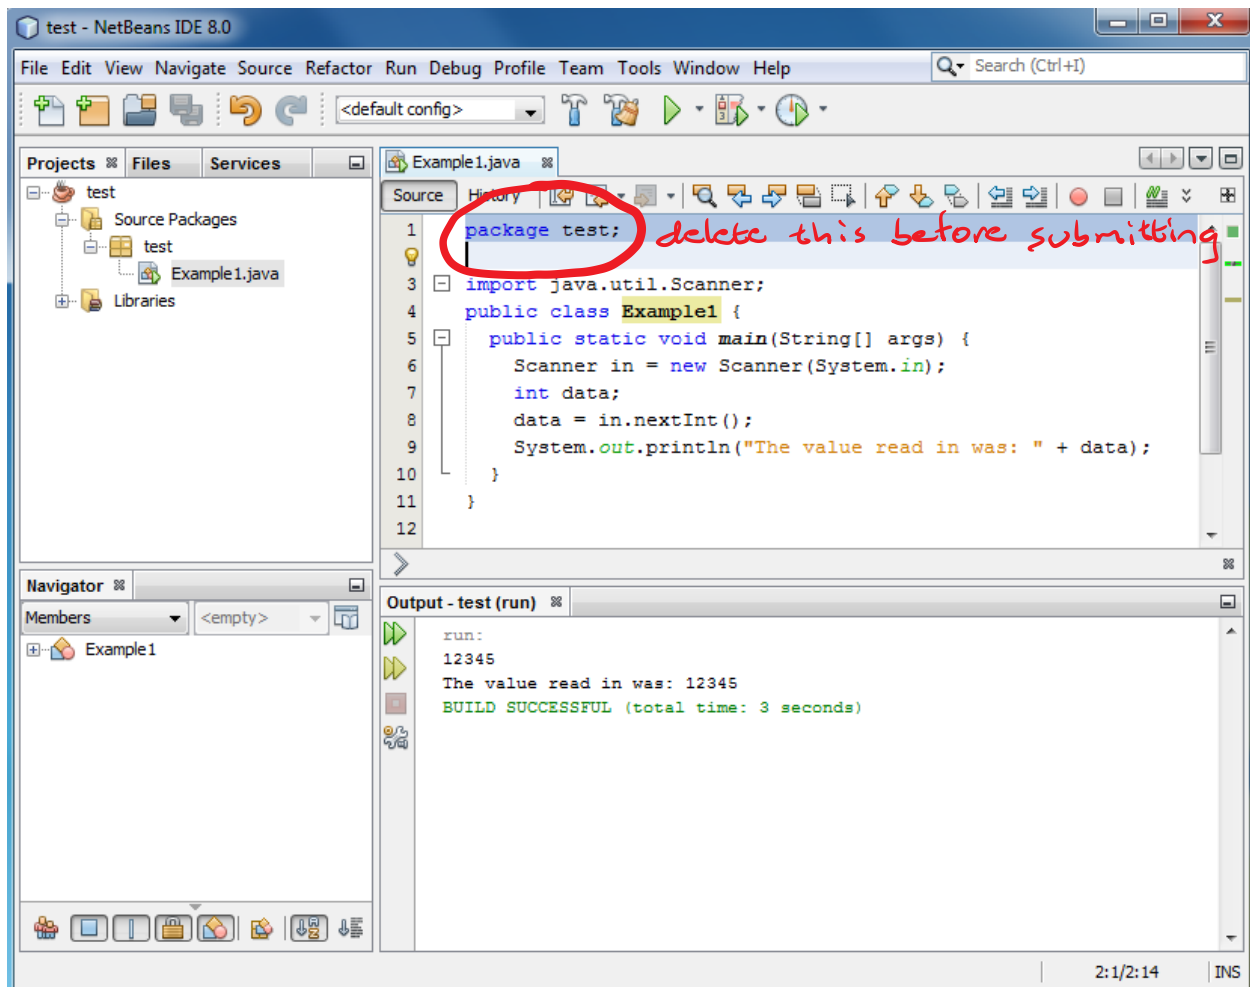 test - NetBeans IDE 8.0
File Edit View Navigate Source Refactor Run Debug Profile Team Tools Window Help
Search (Ctrl+I)
<default config>
Projects Files Services
test
Source Packages
test
Example1.java
Libraries
Example1.java
Source History
1 package test;
delete this before submitting
3 import java.util.Scanner;
4 public class Example1 {
5 public static void main(String[] args) {
6 Scanner in = new Scanner(System.in);
7 int data;
8 data = in.nextInt();
9 System.out.println("The value read in was: " + data);
10 }
11 }
12
Navigator
Members <empty>
Example1
Output - test (run)
run:
12345
The value read in was: 12345
BUILD SUCCESSFUL (total time: 3 seconds)
2:1/2:14 INS